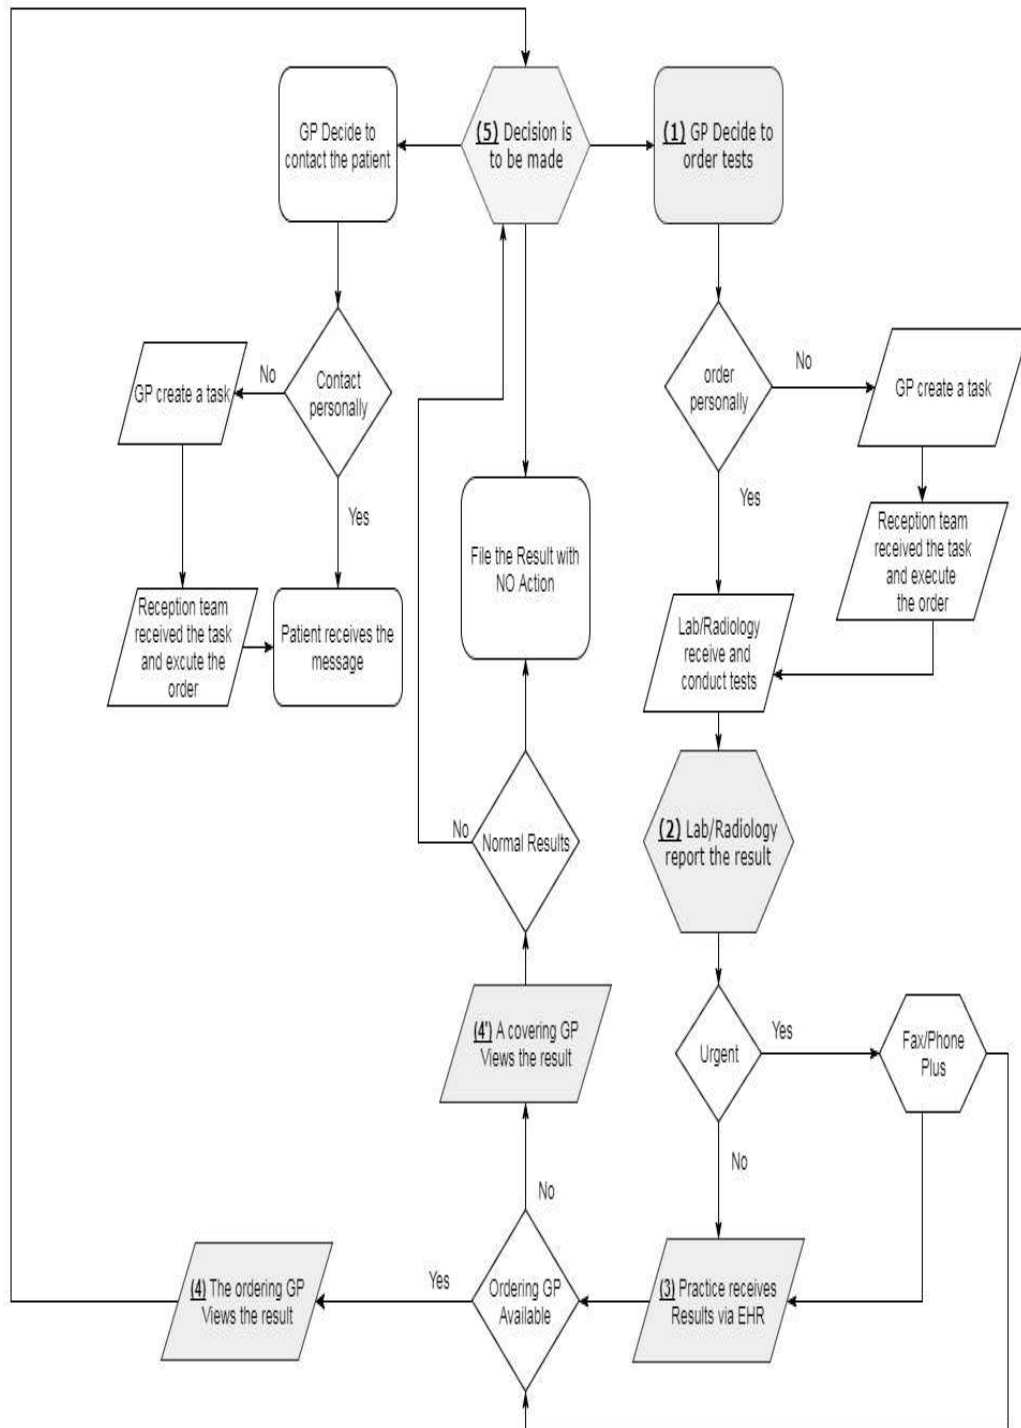 GP Decide to
contact the patient
(5) Decision is
to be made
(1) GP Decide to
order tests
GP create a task
No
Contact
personally
Yes
order
personally
No
GP create a task
Yes
Reception team
received the task
and excute the
order
Patient receives the
message
File the Result with
NO Action
Lab/Radiology
receive and
conduct tests
Reception team
received the task
and execute
the order
No
Normal Results
(2) Lab/Radiology
report the result
(4') A covering GP
Views the result
Urgent
Yes
Fax/Phone
Plus
No
No
(4) The ordering GP
Views the result
Yes
Ordering GP
Available
(3) Practice receives
Results via EHR